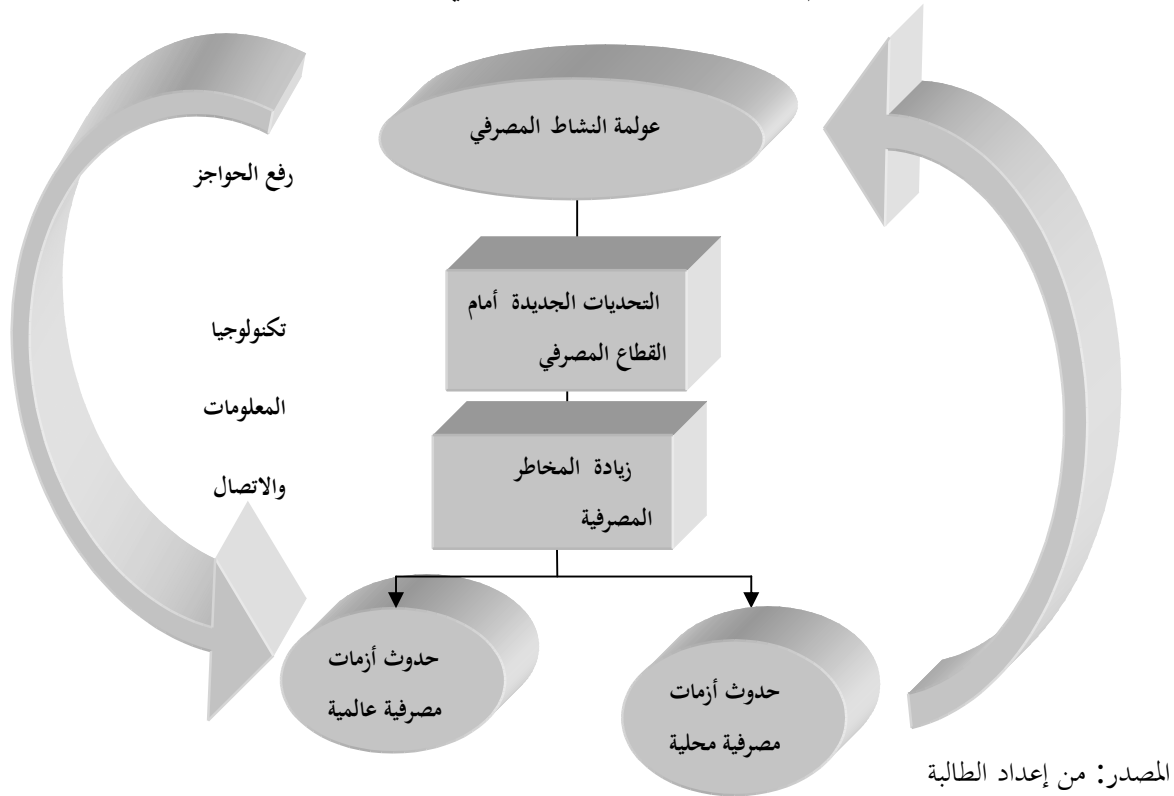 عولمة النشاط المصرفي
رفع الحواجز
التحديات الجديدة أمام
القطاع المصرفي
تكنولوجيا
المعلومات
والاتصال
زيادة المخاطر
المصرفية
حدوث أزمات
مصرفية عالمية
حدوث أزمات
مصرفية محلية
المصدر: من إعداد الطالبة